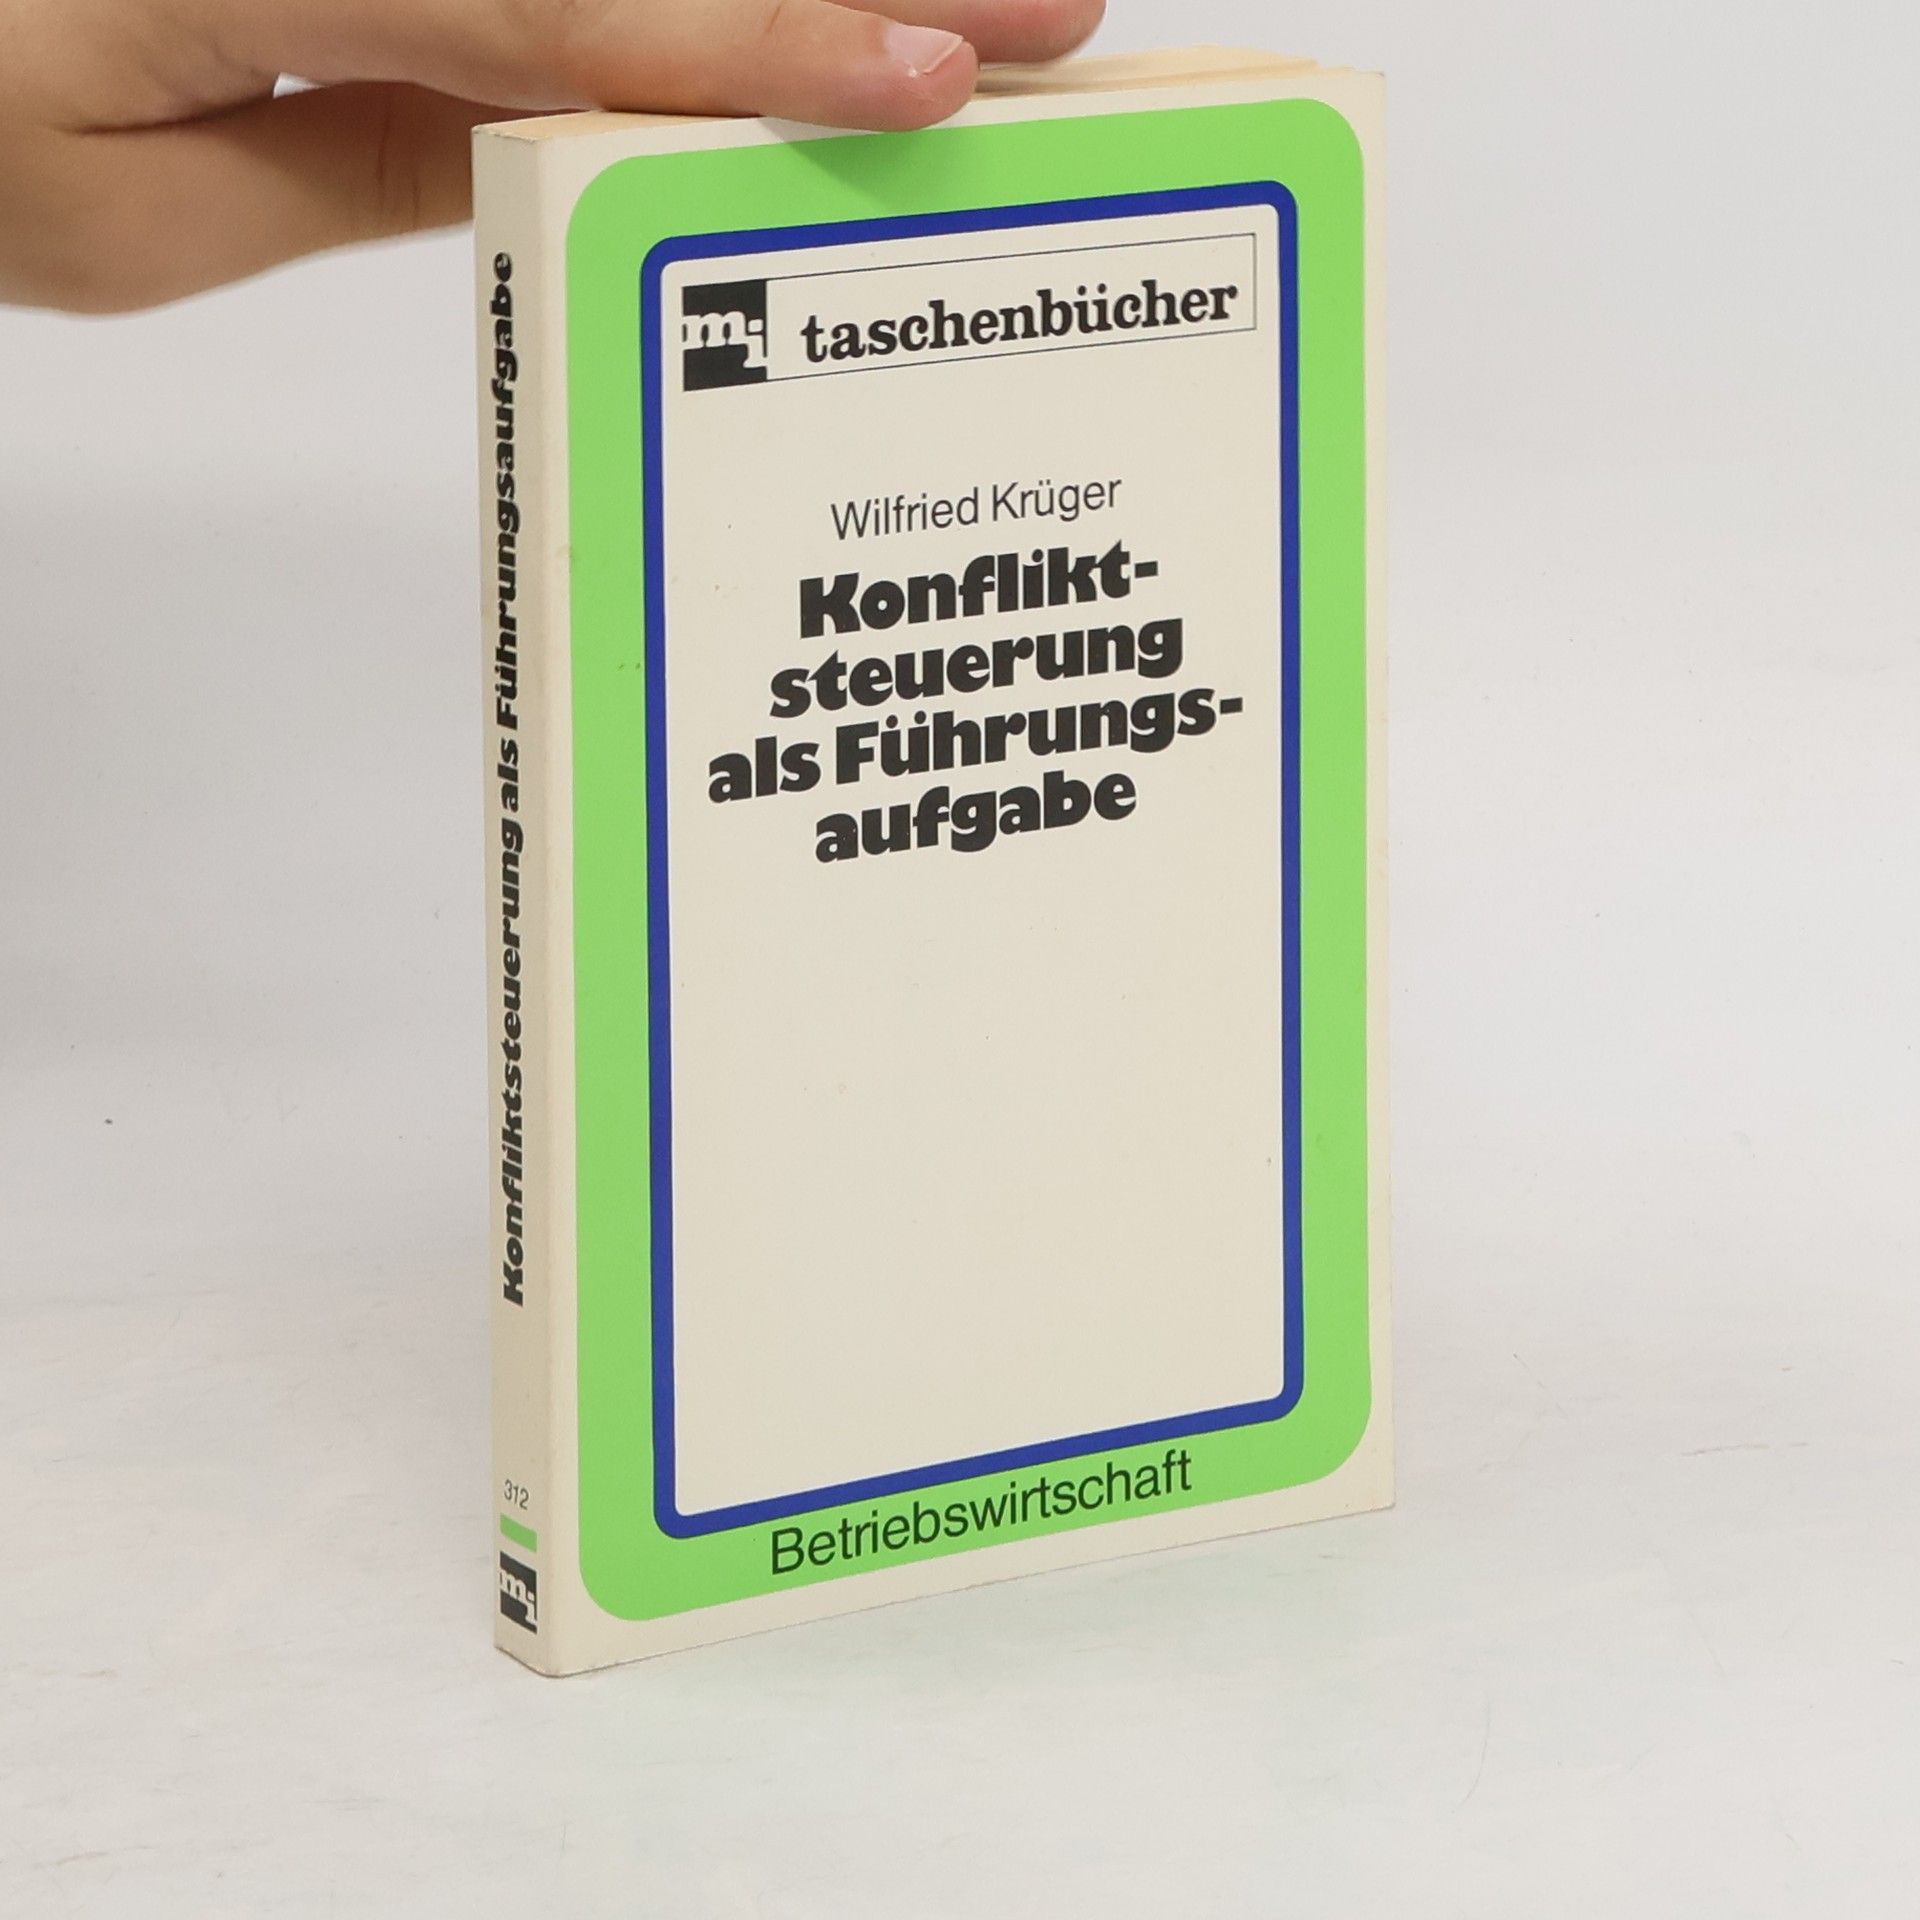 mi taschenbücher
Wilfried Krüger
Konflikt-
steuerung
als Führungs-
aufgabe
Betriebswirtschaft
Konfliktsteuerung als Führungsaufgabe
312
mi